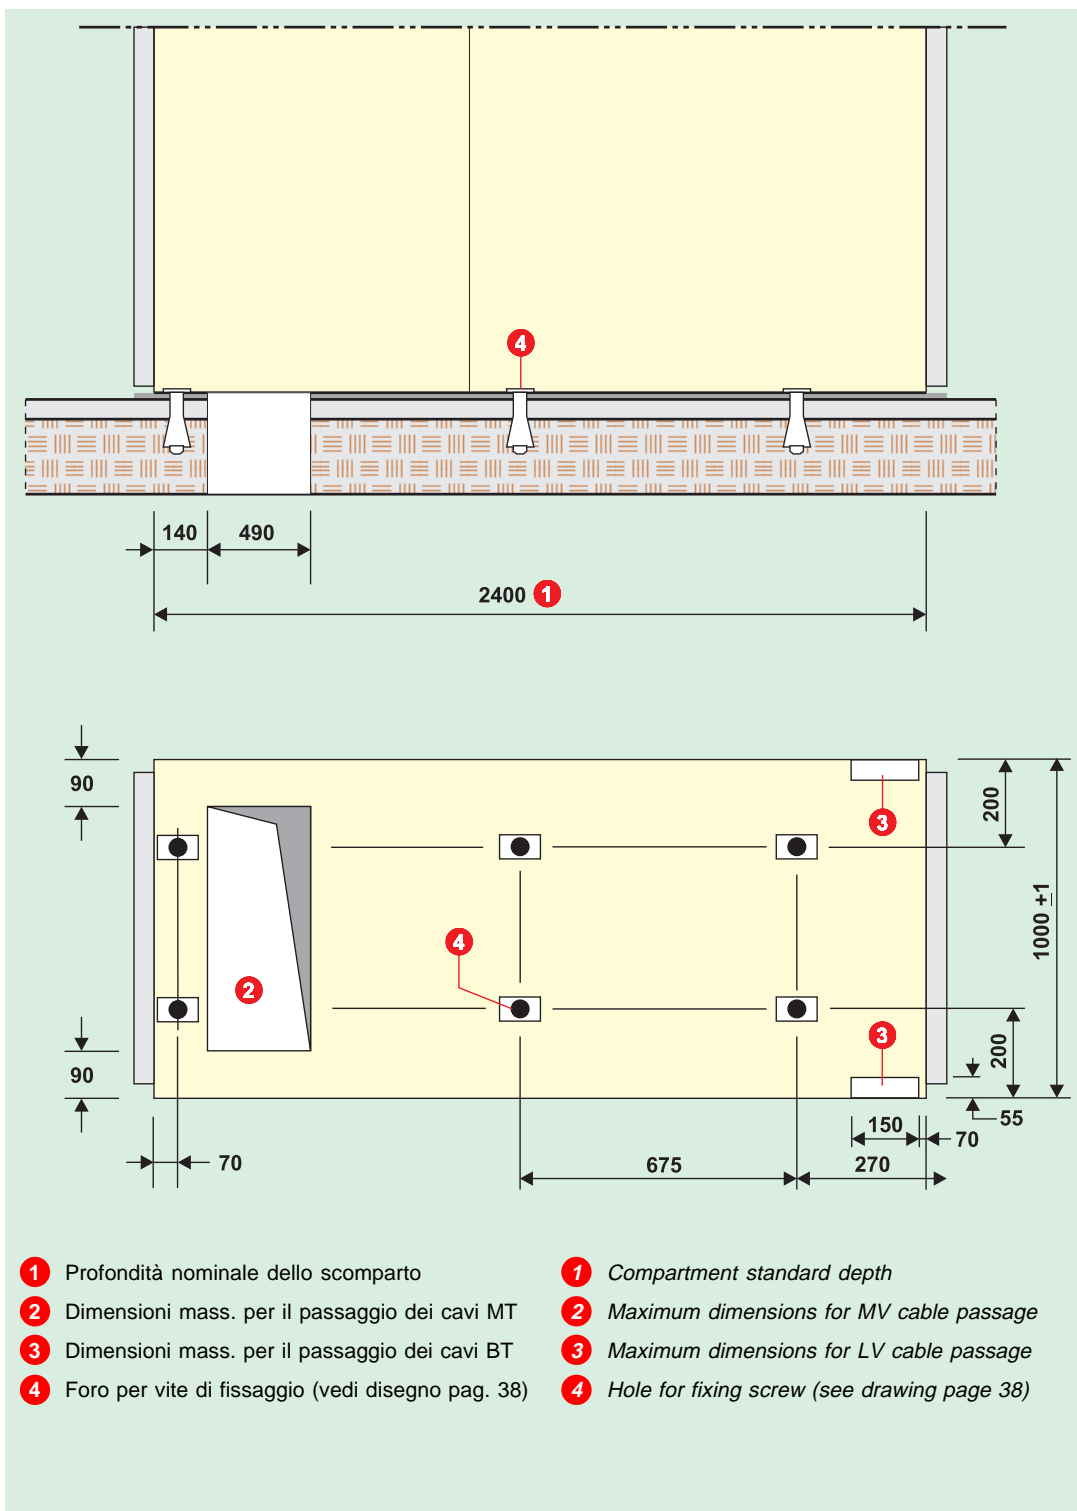 4
140 490
2400 1
90
3
200
1000 ±1
4
2
3
200
90
55
150
70
70
675
270
1 Profondità nominale dello scomparto
2 Dimensioni mass. per il passaggio dei cavi MT
3 Dimensioni mass. per il passaggio dei cavi BT
4 Foro per vite di fissaggio (vedi disegno pag. 38)
1 Compartment standard depth
2 Maximum dimensions for MV cable passage
3 Maximum dimensions for LV cable passage
4 Hole for fixing screw (see drawing page 38)